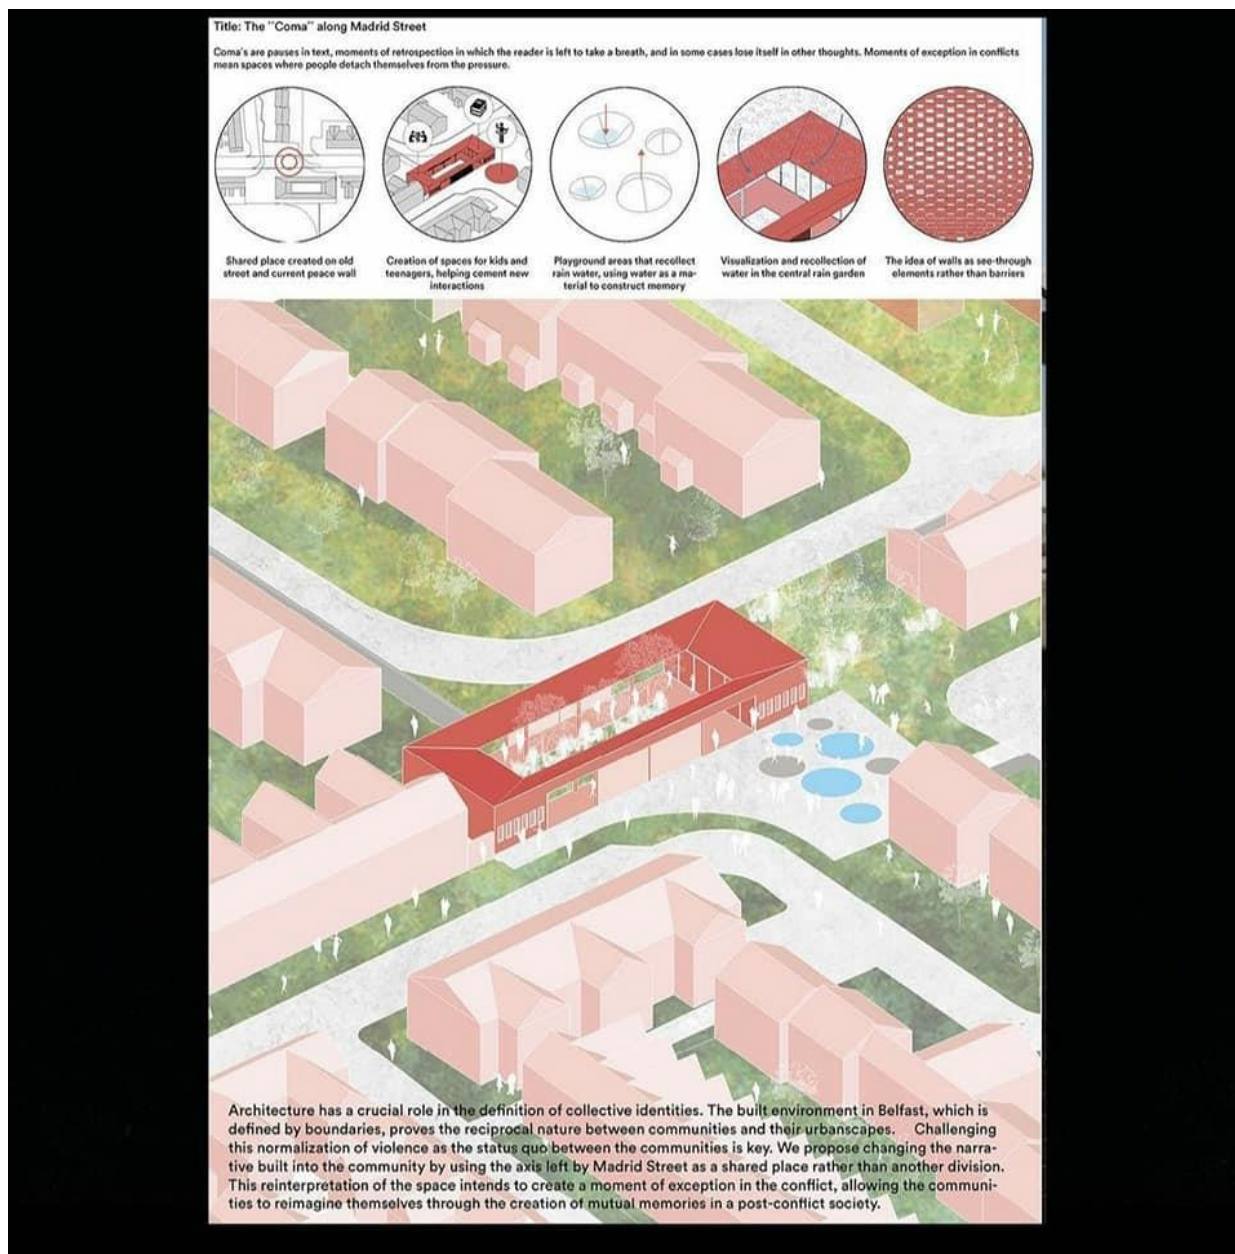 Title: The "Coma" along Madrid Street
Coma's are pauses in text, moments of retrospection in which the reader is left to take a breath, and in some cases lose itself in other thoughts. Moments of exception in conflicts
mean spaces where people detach themselves from the pressure.
Shared place created on old
street and current peace wall
Creation of spaces for kids and
teenagers, helping cement new
interactions
Playground areas that recollect
rain water, using water as a ma-
terial to construct memory
Visualization and recollection of
water in the central rain garden
The idea of walls as see-through
elements rather than barriers
Architecture has a crucial role in the definition of collective identities. The built environment in Belfast, which is
defined by boundaries, proves the reciprocal nature between communities and their urbanscapes. Challenging
this normalization of violence as the status quo between the communities is key. We propose changing the narra-
tive built into the community by using the axis left by Madrid Street as a shared place rather than another division.
This reinterpretation of the space intends to create a moment of exception in the conflict, allowing the communi-
ties to reimagine themselves through the creation of mutual memories in a post-conflict society.